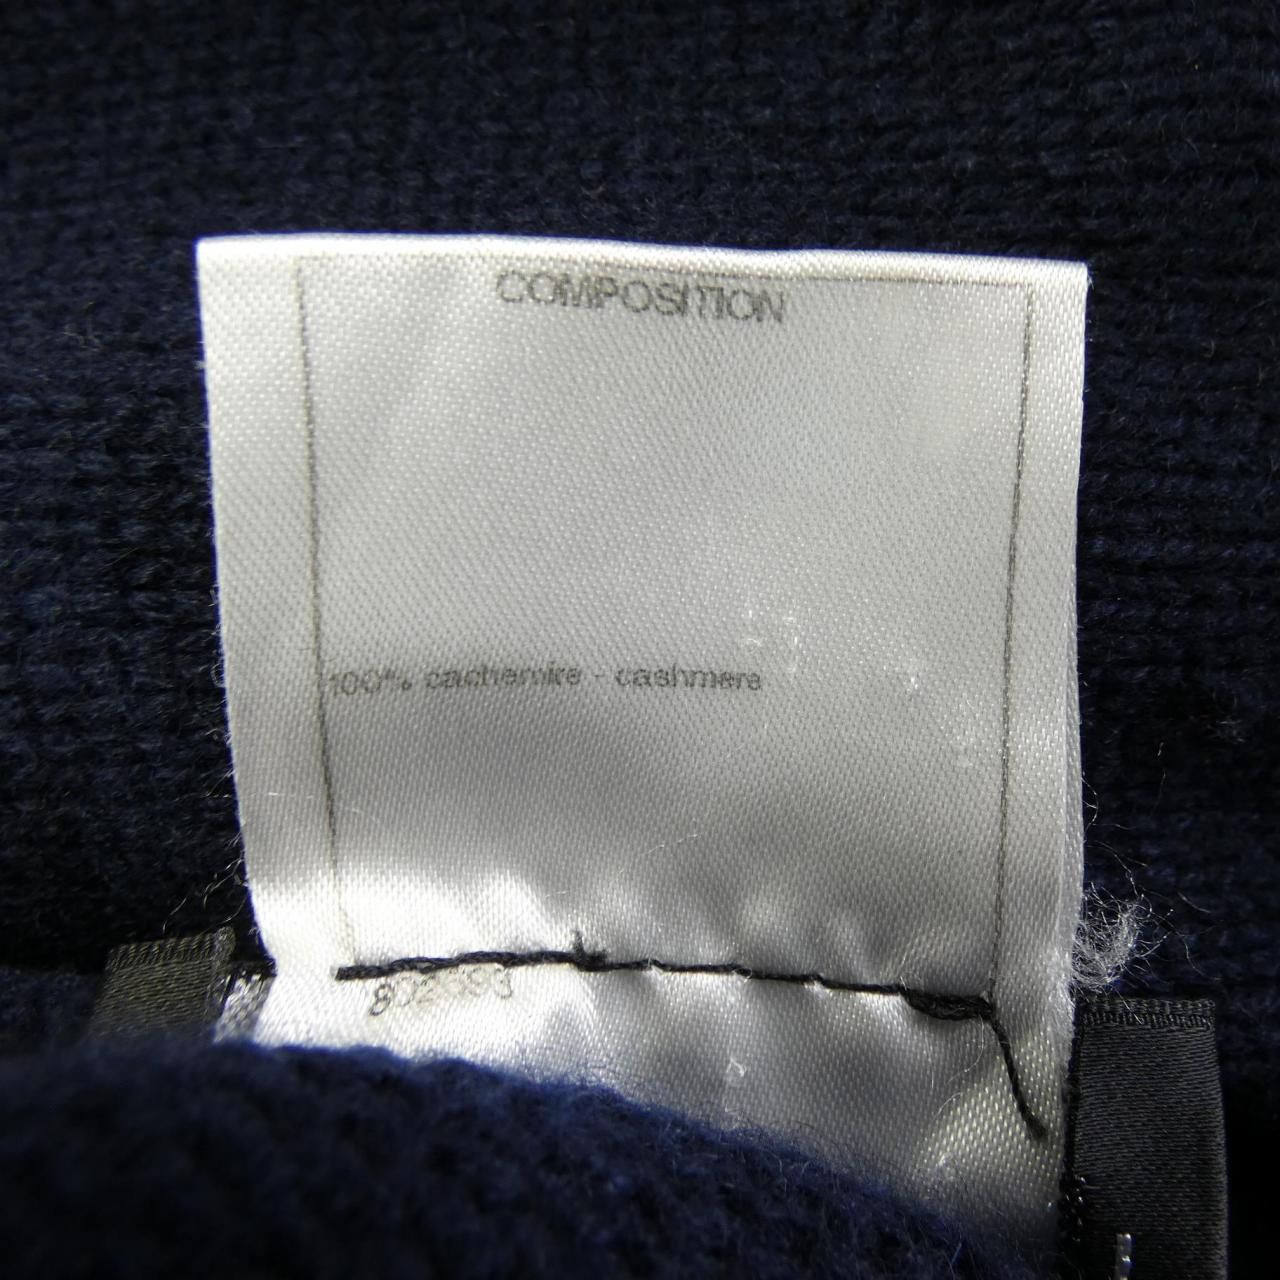 COMPOSITION
100% cachemire - cashmere